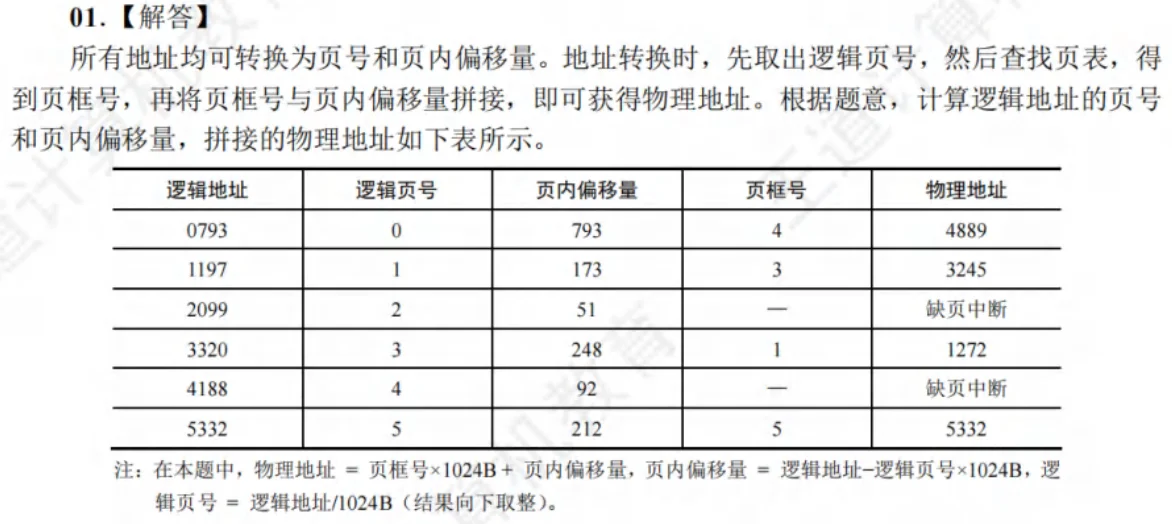 01.【解答】
所有地址均可转换为页号和页内偏移量。地址转换时，先取出逻辑页号，然后查找页表，得
到页框号，再将页框号与页内偏移量拼接，即可获得物理地址。根据题意，计算逻辑地址的页号
和页内偏移量，拼接的物理地址如下表所示。
逻辑地址 逻辑页号 页内偏移量 页框号 物理地址
0793 0 793 4 4889
1197 1 173 3 3245
2099 2 51 — 缺页中断
3320 3 248 1 1272
4188 4 92 — 缺页中断
5332 5 212 5 5332
注：在本题中，物理地址 = 页框号×1024B + 页内偏移量，页内偏移量 = 逻辑地址−逻辑页号×1024B，逻
辑页号 = 逻辑地址/1024B（结果向下取整）。